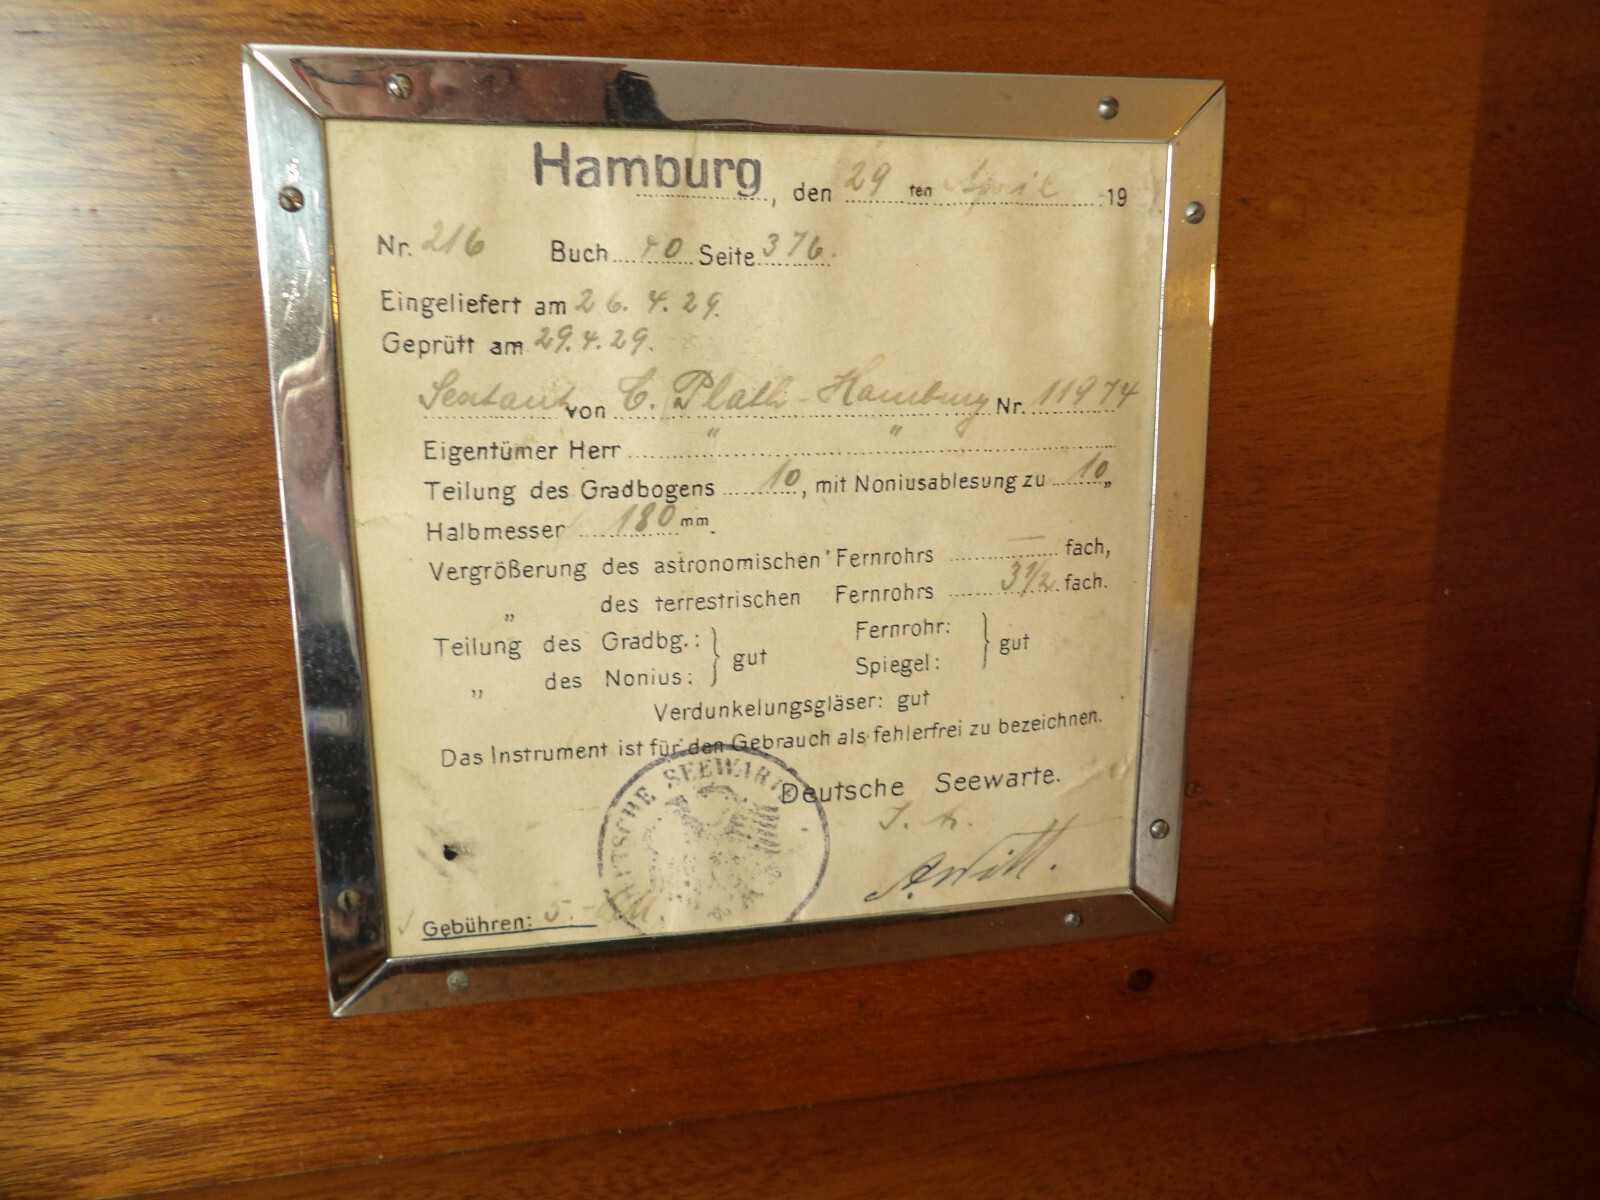 Hamburg, den 29 ten April 19
Nr. 216 Buch 40 Seite 376.
Eingeliefert am 26. 4. 29.
Geprüft am 29. 4. 29.
Sextant von C. Plath - Hamburg Nr. 11974
Eigentümer Herr " "
Teilung des Gradbogens 10, mit Noniusablesung zu 10"
Halbmesser 180 mm.
Vergrößerung des astronomischen Fernrohrs — fach,
" des terrestrischen Fernrohrs 3 1/2 fach.
Teilung des Gradbg.: } gut Fernrohr: } gut
" des Nonius: Spiegel:
Verdunkelungsgläser: gut
Das Instrument ist für den Gebrauch als fehlerfrei zu bezeichnen.
Deutsche Seewarte.
DEUTSCHE SEEWARTE
Gebühren: 5.-